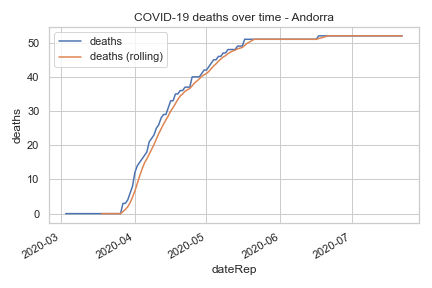 COVID-19 deaths over time - Andorra
deaths
deaths (rolling)
50
40
30
20
10
0
deaths
2020-03
2020-04
2020-05
2020-06
2020-07
dateRep